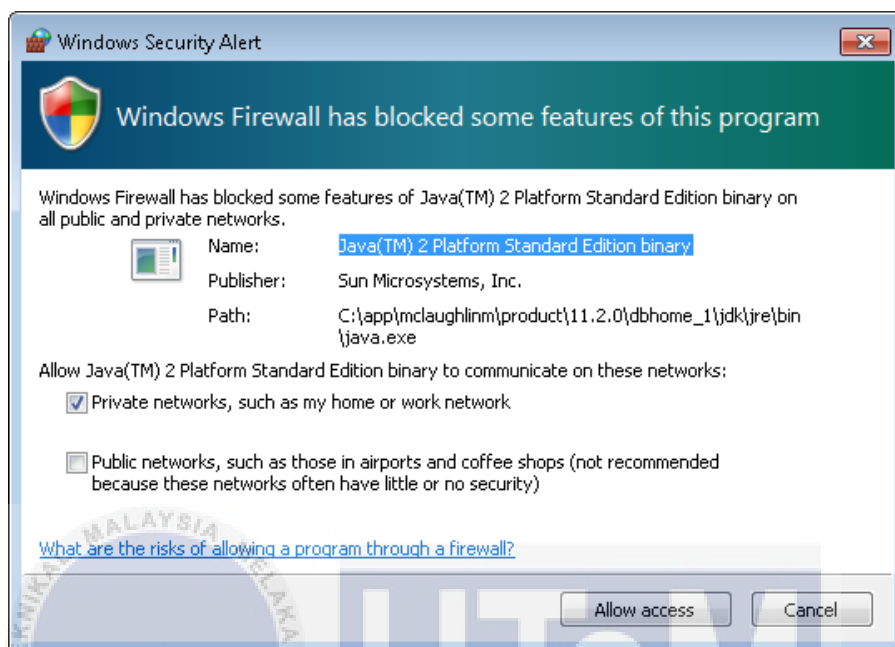 Windows Security Alert
Windows Firewall has blocked some features of this program
Windows Firewall has blocked some features of Java(TM) 2 Platform Standard Edition binary on
all public and private networks.
Name: Java(TM) 2 Platform Standard Edition binary
Publisher: Sun Microsystems, Inc.
Path: C:\app\mclaughlinm\product\11.2.0\dbhome_1\jdk\jre\bin
\java.exe
Allow Java(TM) 2 Platform Standard Edition binary to communicate on these networks:
Private networks, such as my home or work network
Public networks, such as those in airports and coffee shops (not recommended
because these networks often have little or no security)
MALAYSIA
What are the risks of allowing a program through a firewall?
Allow access Cancel